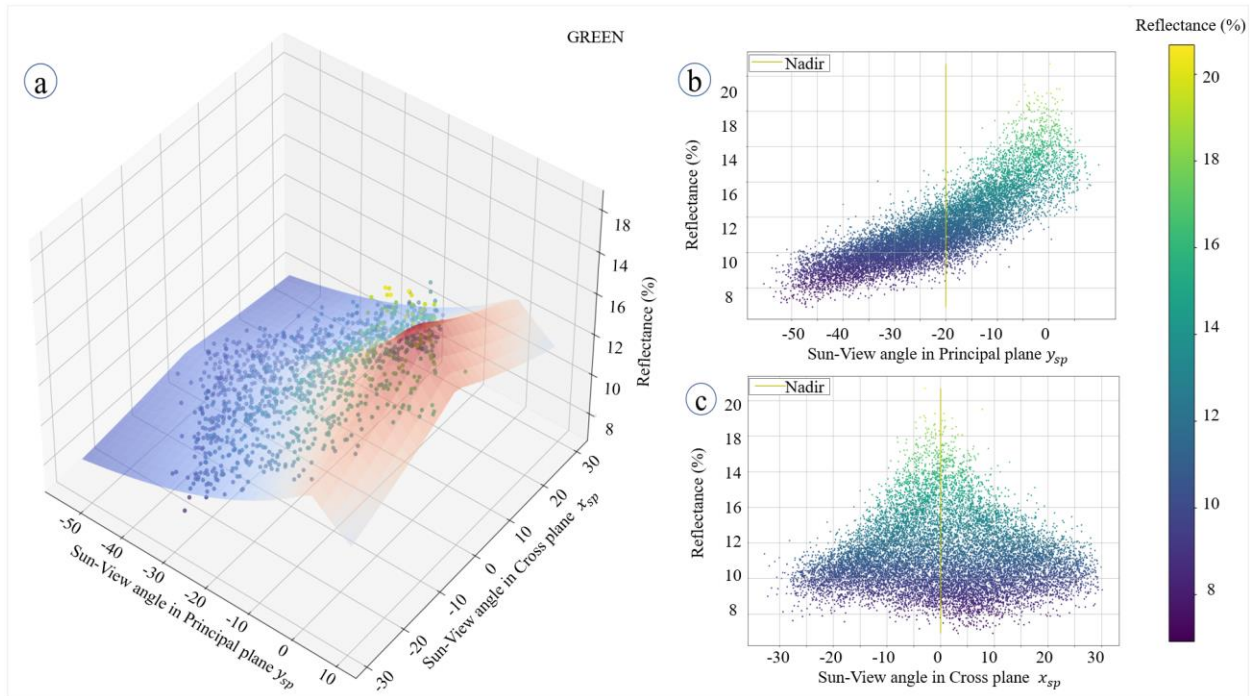 GREEN
a
18
14
16
12
10
8
Reflectance (%)
-50
-40
-30
-20
-10
0
10
Sun-View angle in Principal plane ysp
-30
-20
-10
0
10
20
30
Sun-View angle in Cross plane xsp
b
Nadir
20
18
14
16
12
10
8
Reflectance (%)
-50 -40 -30 -20 -10 0
Sun-View angle in Principal plane ysp
c
Nadir
20
18
14
16
12
10
8
Reflectance (%)
-30 -20 -10 0 10 20 30
Sun-View angle in Cross plane xsp
Reflectance (%)
20
18
16
14
12
10
8